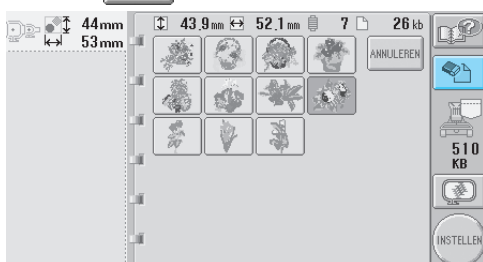 44mm
53mm
43,9mm 52,1mm 7 26kb
ANNULEREN
510
KB
INSTELLEN